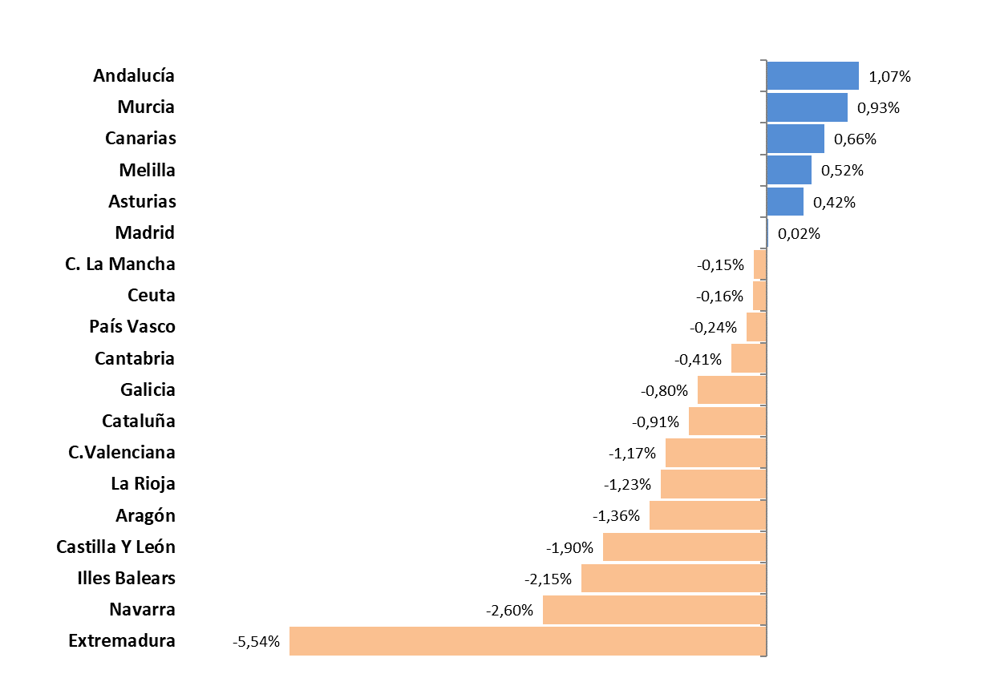 Andalucía 1,07%
Murcia 0,93%
Canarias 0,66%
Melilla 0,52%
Asturias 0,42%
Madrid 0,02%
C. La Mancha -0,15%
Ceuta -0,16%
País Vasco -0,24%
Cantabria -0,41%
Galicia -0,80%
Cataluña -0,91%
C.Valenciana -1,17%
La Rioja -1,23%
Aragón -1,36%
Castilla Y León -1,90%
Illes Balears -2,15%
Navarra -2,60%
Extremadura -5,54%